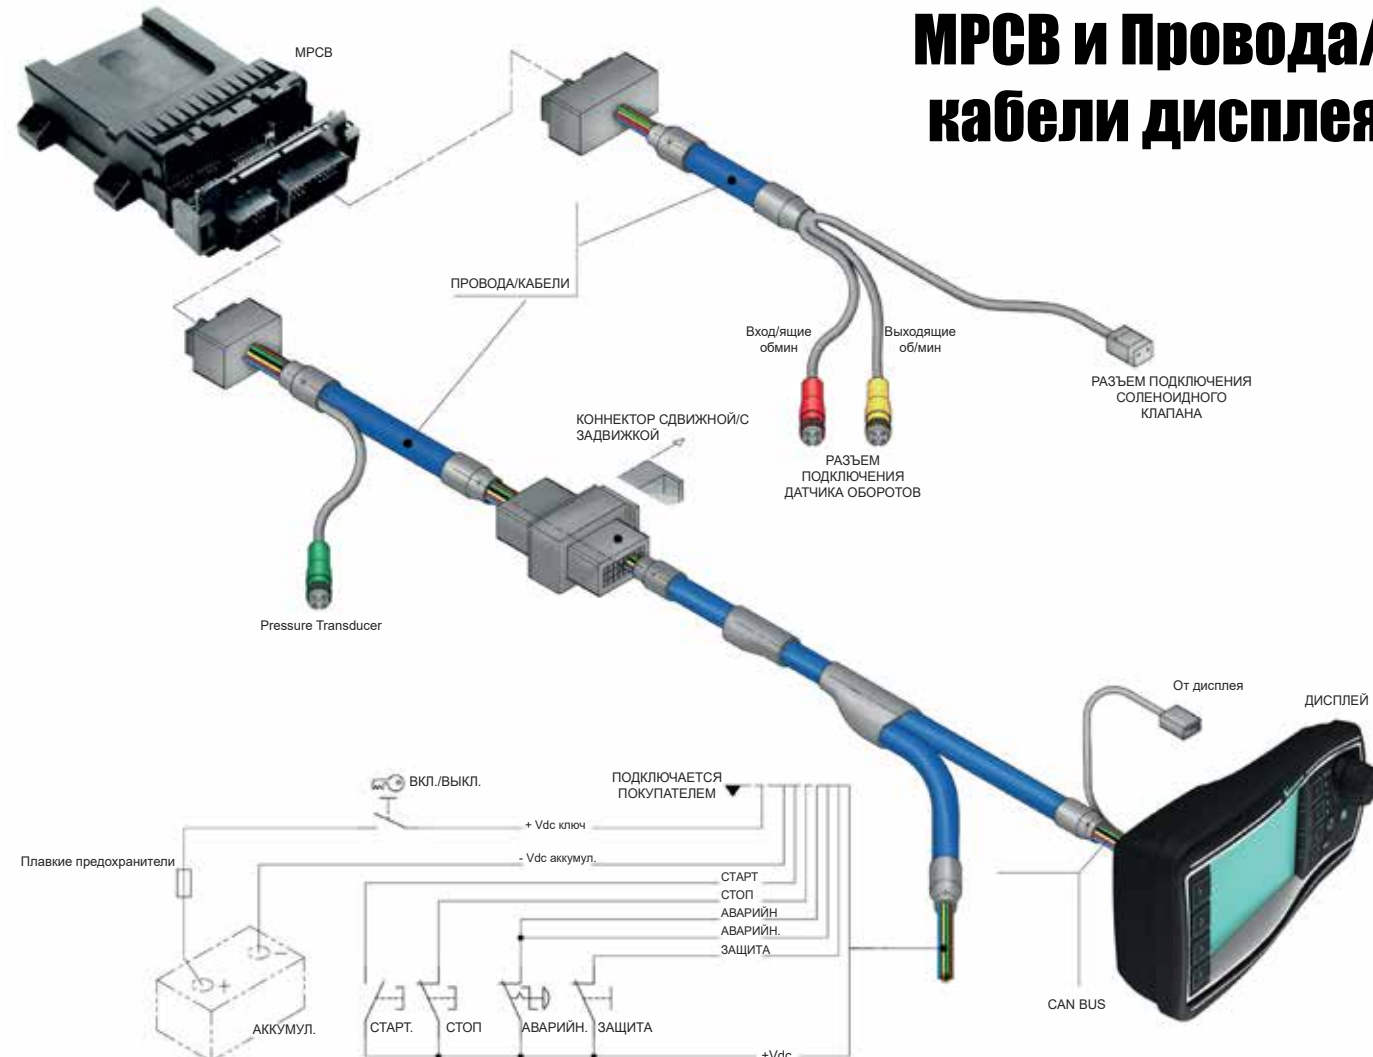 МРСВ и Провода/
кабели дисплея
МРСВ
ПРОВОДА/КАБЕЛИ
Вход/ящие
обмин
Выходящие
об/мин
РАЗЪЕМ ПОДКЛЮЧЕНИЯ
СОЛЕНОИДНОГО
КЛАПАНА
КОННЕКТОР СДВИЖНОЙ/С
ЗАДВИЖКОЙ
РАЗЪЕМ
ПОДКЛЮЧЕНИЯ
ДАТЧИКА ОБОРОТОВ
Pressure Transducer
От дисплея
ДИСПЛЕЙ
ВКЛ./ВЫКЛ.
ПОДКЛЮЧАЕТСЯ
ПОКУПАТЕЛЕМ
+ Vdc ключ
- Vdc аккумул.
Плавкие предохранители
СТАРТ
СТОП
АВАРИЙН
АВАРИЙН.
ЗАЩИТА
- 
+
АККУМУЛ.
СТАРТ.
СТОП
АВАРИЙН.
ЗАЩИТА
CAN BUS
+Vdc